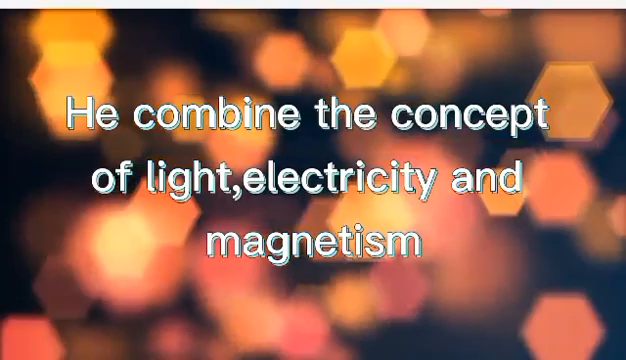 He combine the concept
of light,electricity and
magnetism